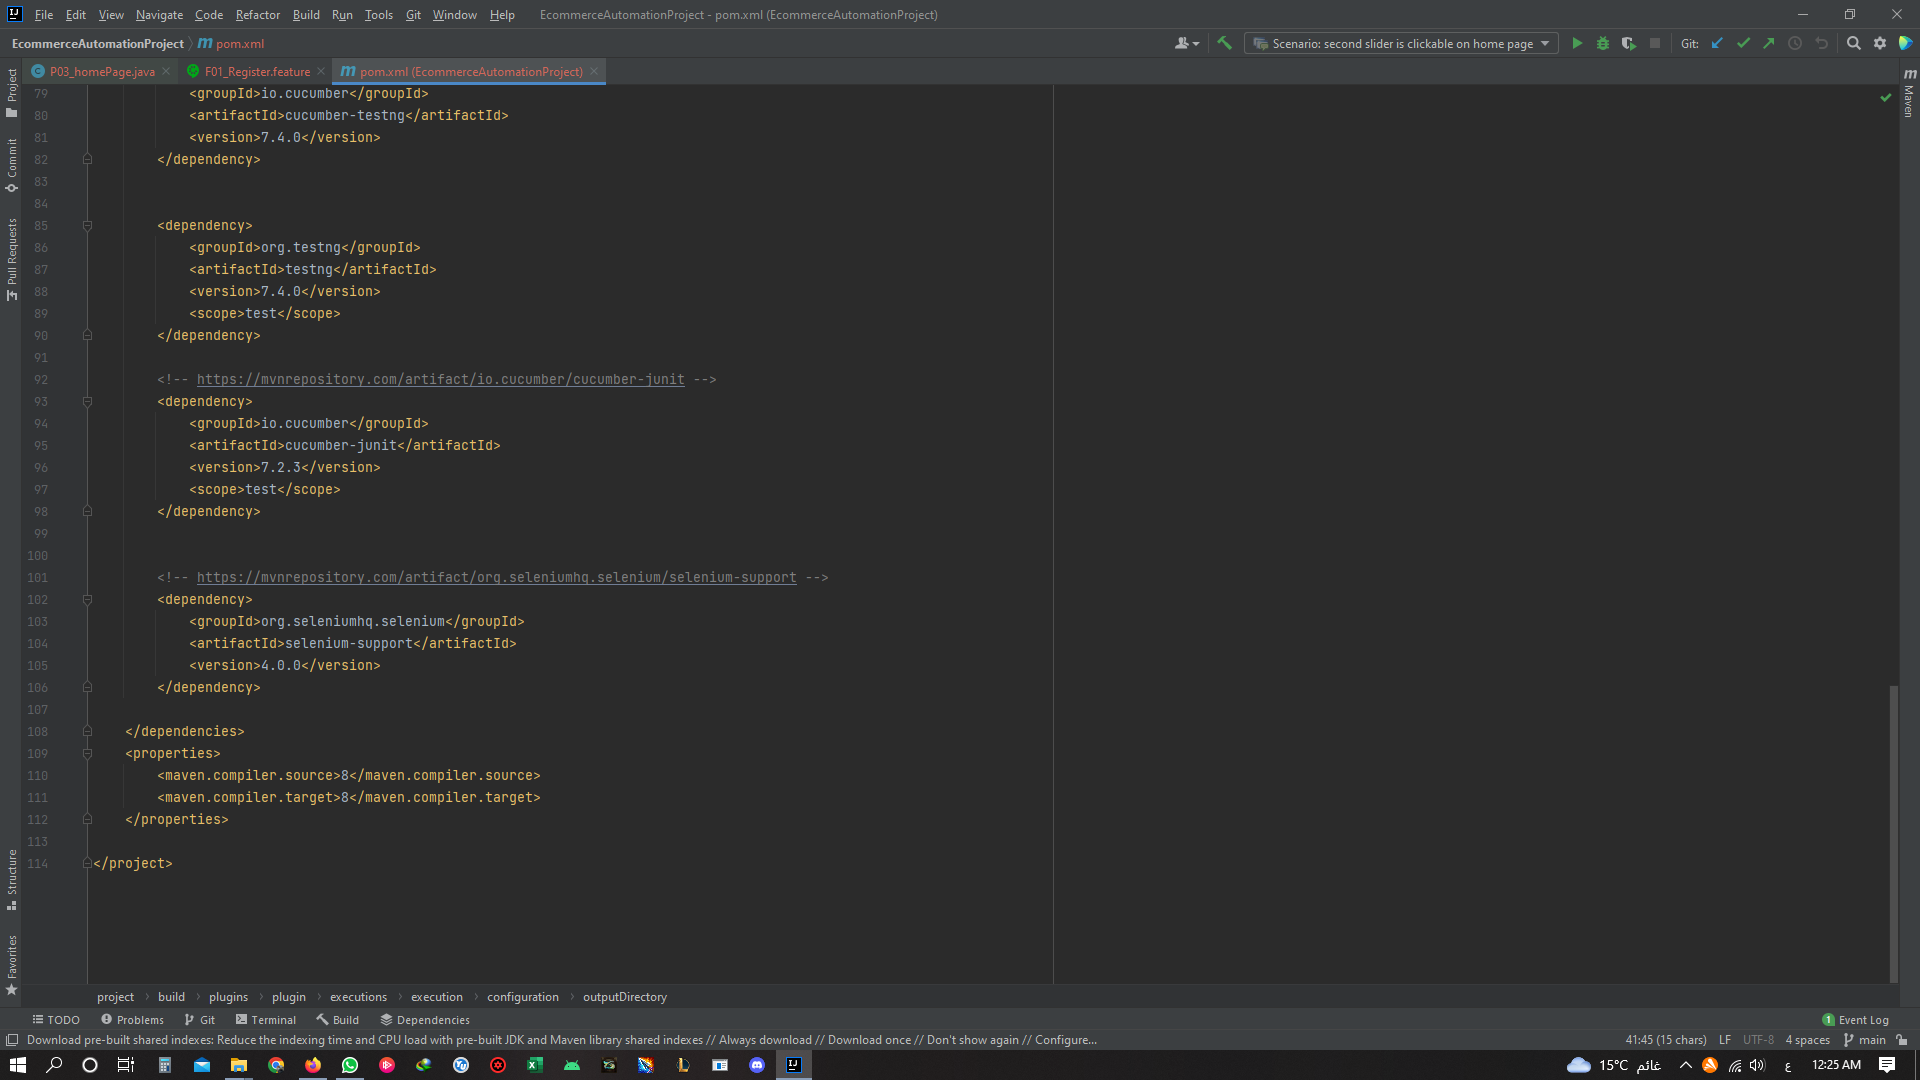 File Edit View Navigate Code Refactor Build Run Tools Git Window Help EcommerceAutomationProject - pom.xml (EcommerceAutomationProject)
EcommerceAutomationProject m pom.xml Scenario: second slider is clickable on home page Git:
P03_homePage.java F01_Register.feature m pom.xml (EcommerceAutomationProject)
Project
Commit
Pull Requests
Structure
Favorites
m Maven
79 <groupId>io.cucumber</groupId>
80 <artifactId>cucumber-testng</artifactId>
81 <version>7.4.0</version>
82 </dependency>
83
84
85 <dependency>
86 <groupId>org.testng</groupId>
87 <artifactId>testng</artifactId>
88 <version>7.4.0</version>
89 <scope>test</scope>
90 </dependency>
91
92 <!-- https://mvnrepository.com/artifact/io.cucumber/cucumber-junit -->
93 <dependency>
94 <groupId>io.cucumber</groupId>
95 <artifactId>cucumber-junit</artifactId>
96 <version>7.2.3</version>
97 <scope>test</scope>
98 </dependency>
99
100
101 <!-- https://mvnrepository.com/artifact/org.seleniumhq.selenium/selenium-support -->
102 <dependency>
103 <groupId>org.seleniumhq.selenium</groupId>
104 <artifactId>selenium-support</artifactId>
105 <version>4.0.0</version>
106 </dependency>
107
108 </dependencies>
109 <properties>
110 <maven.compiler.source>8</maven.compiler.source>
111 <maven.compiler.target>8</maven.compiler.target>
112 </properties>
113
114 </project>
project › build › plugins › plugin › executions › execution › configuration › outputDirectory
TODO Problems Git Terminal Build Dependencies 1 Event Log
Download pre-built shared indexes: Reduce the indexing time and CPU load with pre-built JDK and Maven library shared indexes // Always download // Download once // Don't show again // Configure... 41:45 (15 chars) LF UTF-8 4 spaces main
15°C غائم ع 12:25 AM